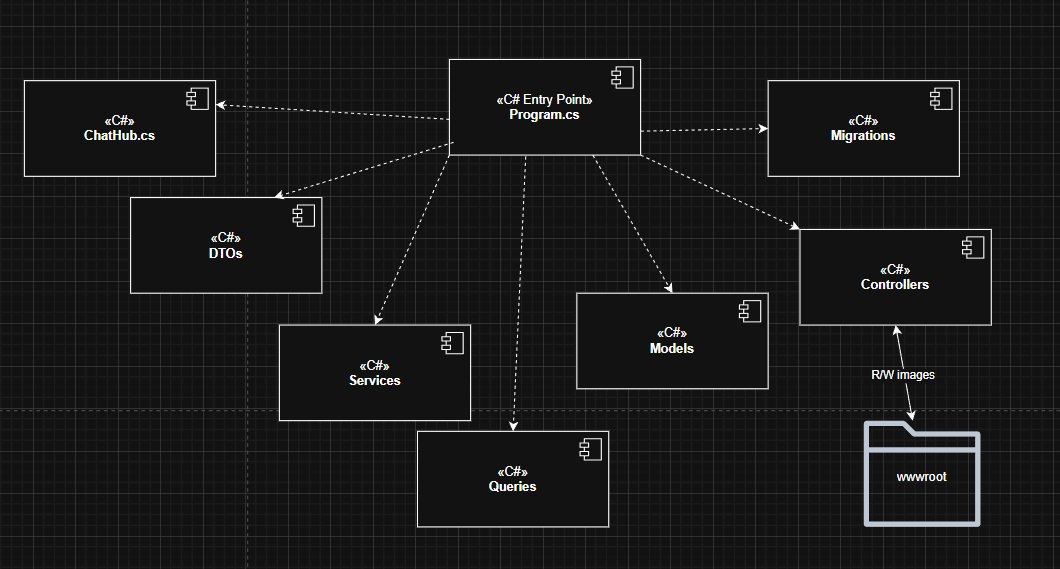 «C# Entry Point»
Program.cs
«C#»
ChatHub.cs
«C#»
Migrations
«C#»
DTOs
«C#»
Controllers
«C#»
Models
«C#»
Services
R/W images
«C#»
Queries
wwwroot